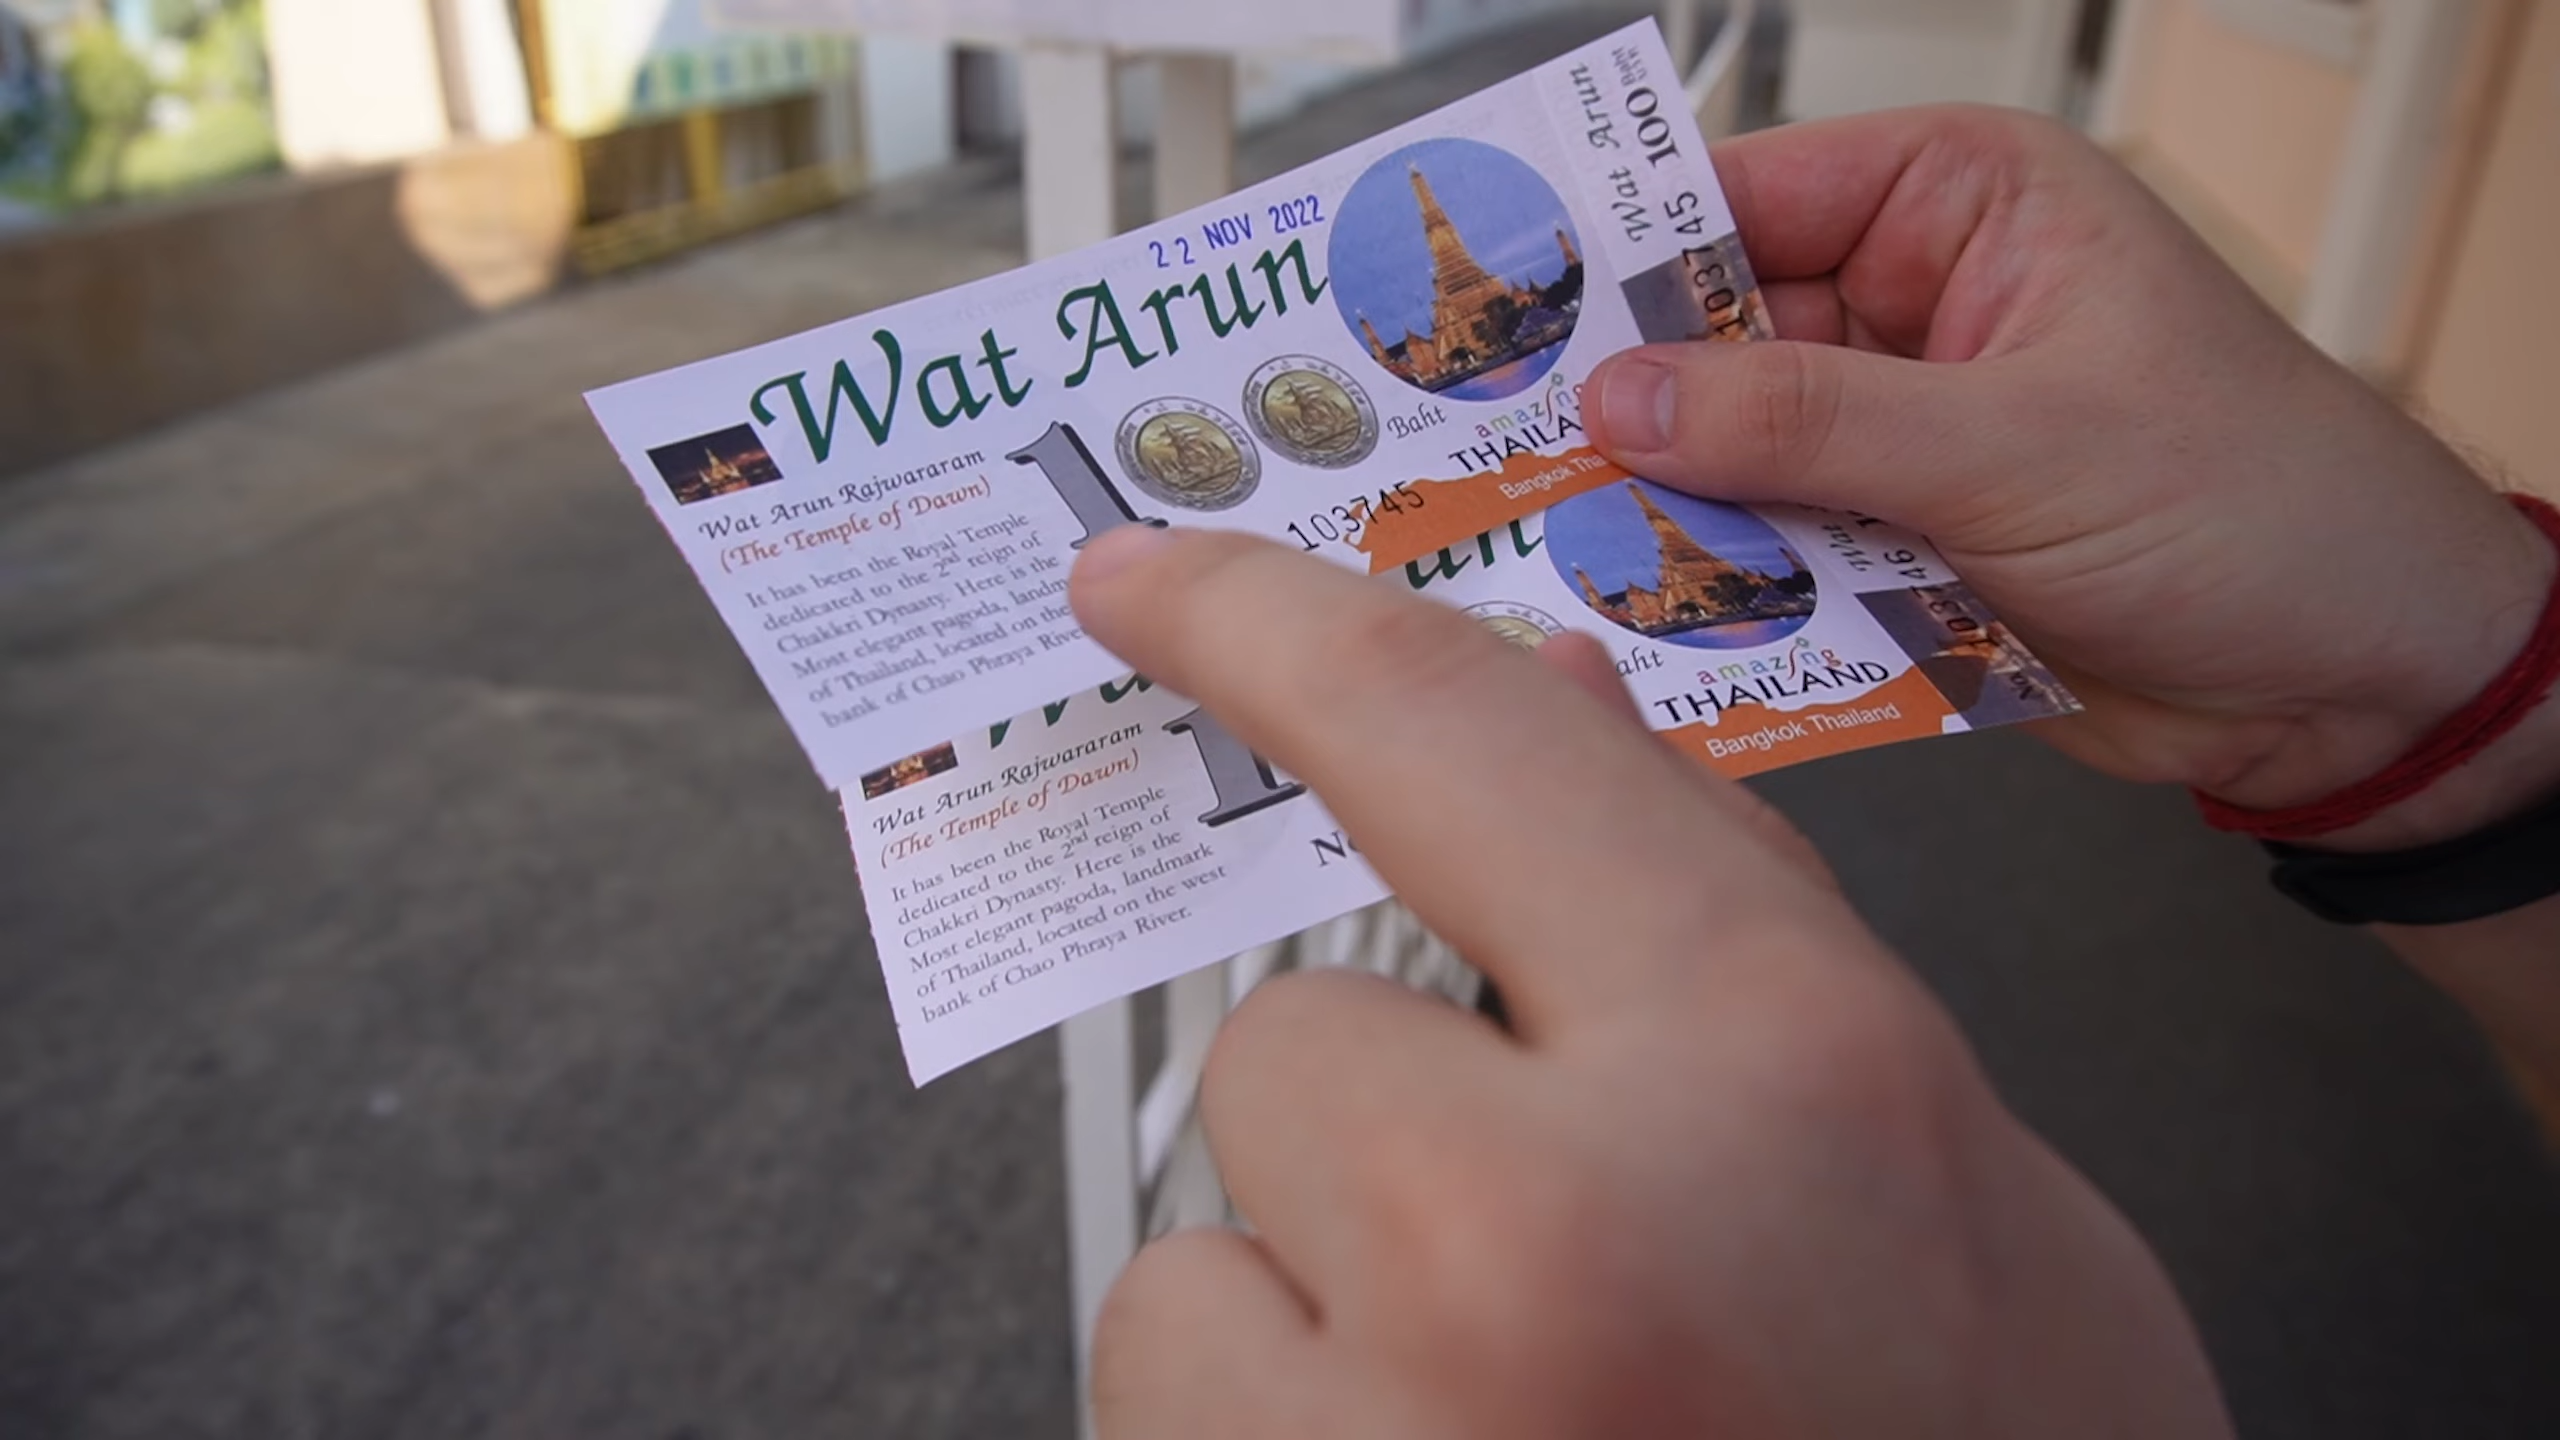 22 NOV 2022
Wat Arun
Wat Arun Rajwararam
(The Temple of Dawn)
It has been the Royal Temple
dedicated to the 2nd reign of
Chakkri Dynasty. Here is the
Most elegant pagoda, landm
of Thailand, located on the
bank of Chao Phraya Rive
1
Baht
amazing
THAILA
Bangkok Tha
103745
Wat Arun
100 Baht
103745
un
Wat Arun Rajwararam
(The Temple of Dawn)
It has been the Royal Temple
dedicated to the 2nd reign of
Chakkri Dynasty. Here is the
Most elegant pagoda, landmark
of Thailand, located on the west
bank of Chao Phraya River.
1
aht
amazing
THAILAND
Bangkok Thailand
Wat
103746